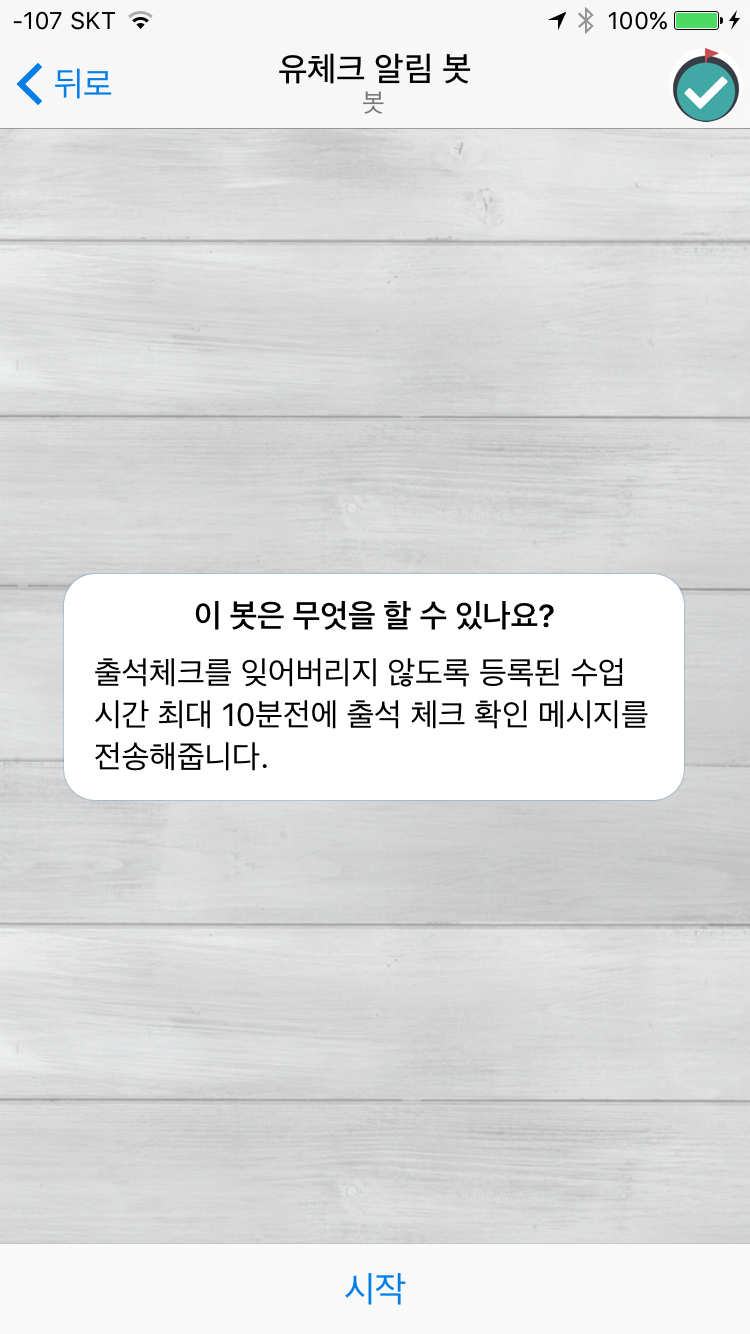 -107 SKT 100%
뒤로
유체크 알림 봇
봇
이 봇은 무엇을 할 수 있나요?
출석체크를 잊어버리지 않도록 등록된 수업
시간 최대 10분전에 출석 체크 확인 메시지를
전송해줍니다.
시작